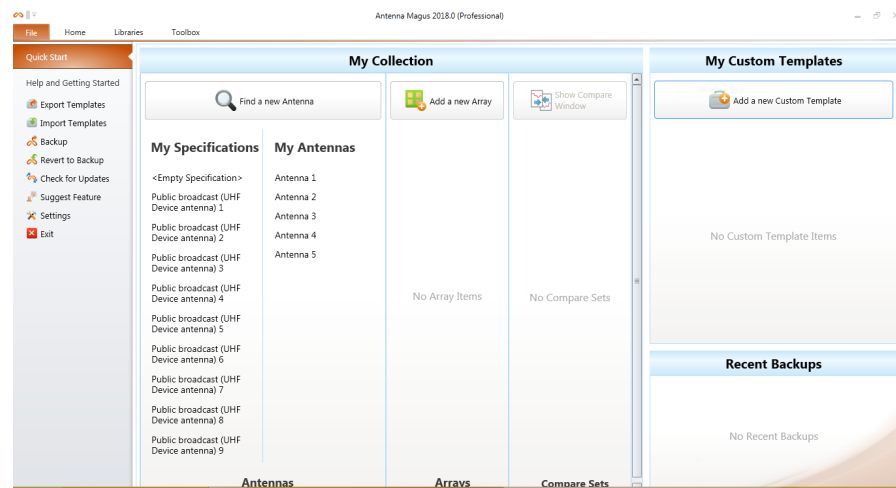 Antenna Magus 2018.0 (Professional)
File Home Libraries Toolbox
Quick Start
Help and Getting Started
Export Templates
Import Templates
Backup
Revert to Backup
Check for Updates
Suggest Feature
Settings
Exit
My Collection
Find a new Antenna
Add a new Array
Show Compare
Window
My Specifications
<Empty Specification>
Public broadcast (UHF
Device antenna) 1
Public broadcast (UHF
Device antenna) 2
Public broadcast (UHF
Device antenna) 3
Public broadcast (UHF
Device antenna) 4
Public broadcast (UHF
Device antenna) 5
Public broadcast (UHF
Device antenna) 6
Public broadcast (UHF
Device antenna) 7
Public broadcast (UHF
Device antenna) 8
Public broadcast (UHF
Device antenna) 9
My Antennas
Antenna 1
Antenna 2
Antenna 3
Antenna 4
Antenna 5
No Array Items
No Compare Sets
Antennas
Arrays
Compare Sets
My Custom Templates
Add a new Custom Template
No Custom Template Items
Recent Backups
No Recent Backups